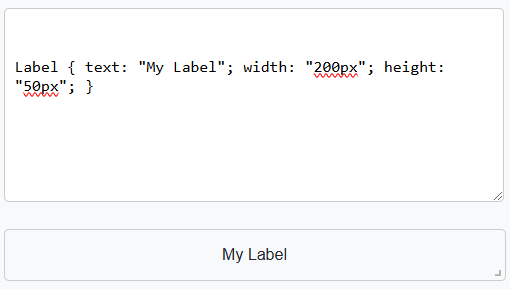 Label { text: "My Label"; width: "200px"; height:
"50px"; }
My Label